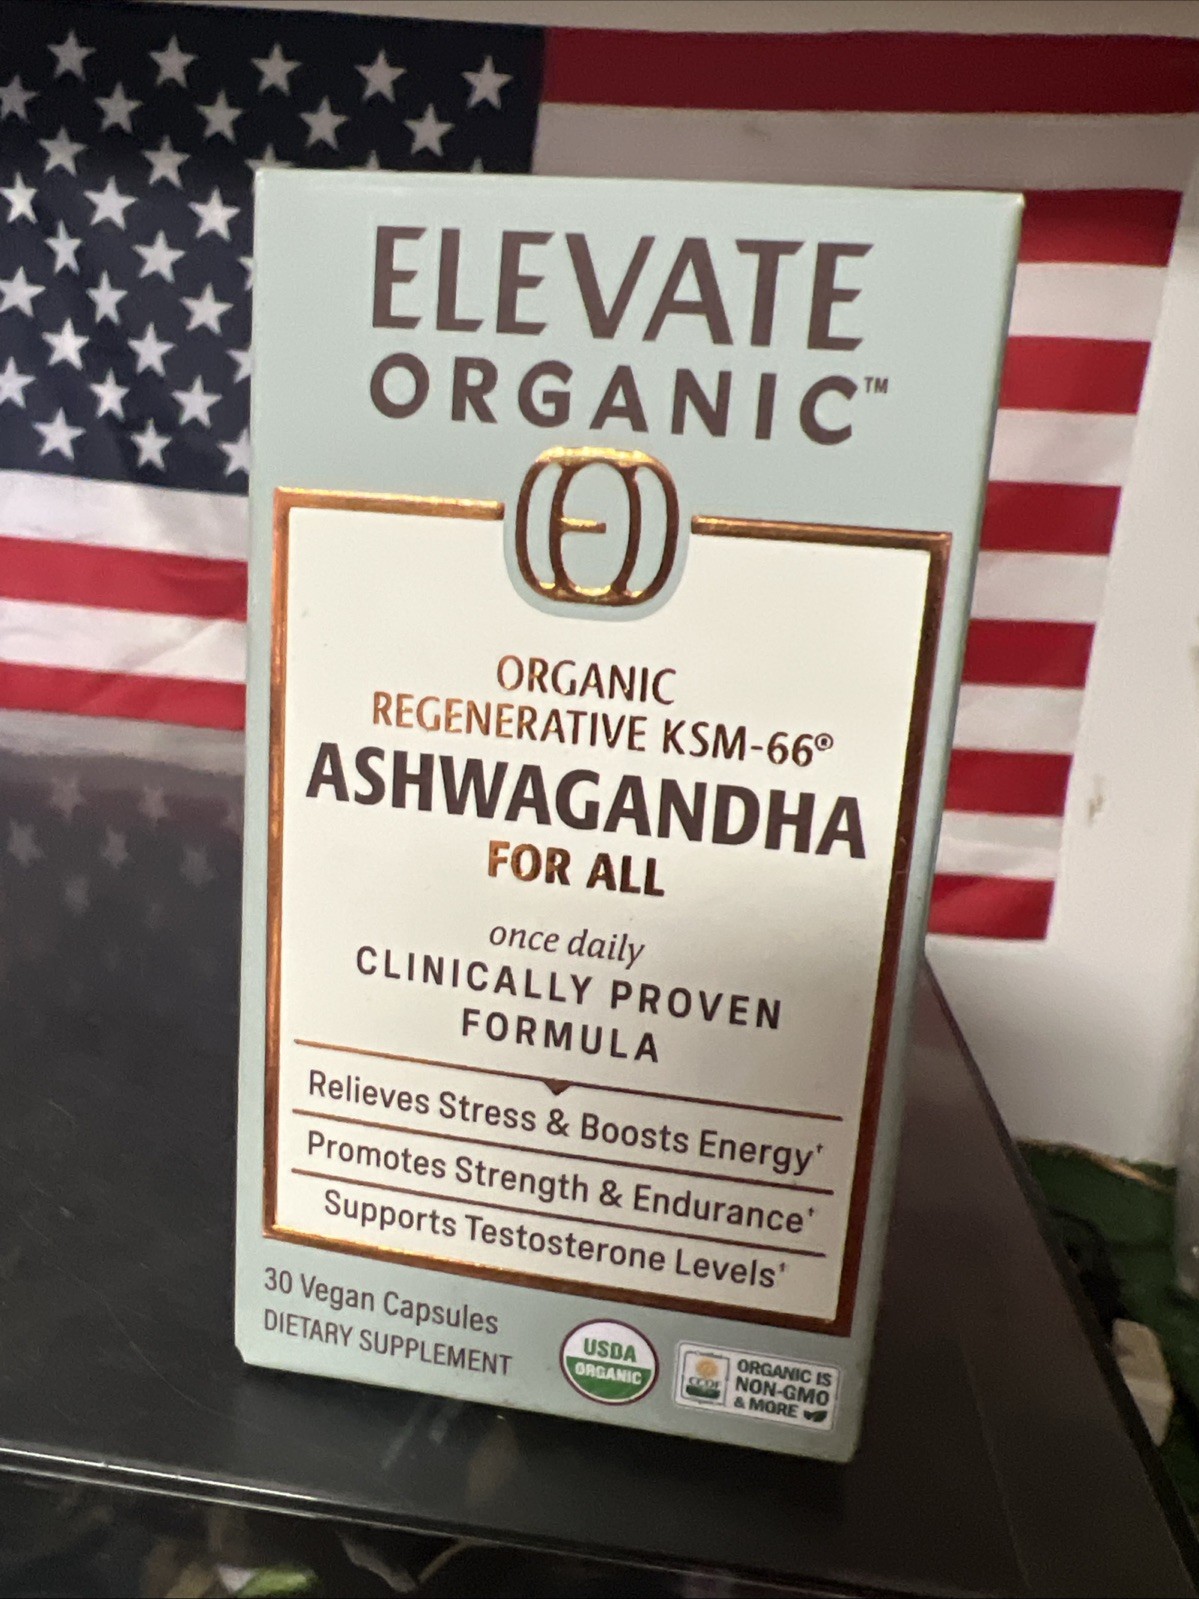 ELEVATE
ORGANIC™
ORGANIC
REGENERATIVE KSM-66®
ASHWAGANDHA
FOR ALL
once daily
CLINICALLY PROVEN
FORMULA
Relieves Stress & Boosts Energy†
Promotes Strength & Endurance†
Supports Testosterone Levels†
30 Vegan Capsules
DIETARY SUPPLEMENT
USDA
ORGANIC
CCOF
ORGANIC IS
NON-GMO
& MORE